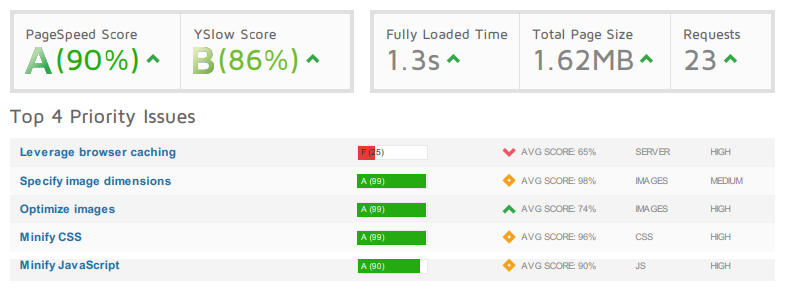 PageSpeed Score
YSlow Score
Fully Loaded Time
Total Page Size
Requests
A (90%)
B (86%)
1.3s
1.62MB
23
Top 4 Priority Issues
Leverage browser caching F (25) AVG SCORE: 65% SERVER HIGH
Specify image dimensions A (99) AVG SCORE: 98% IMAGES MEDIUM
Optimize images A (99) AVG SCORE: 74% IMAGES HIGH
Minify CSS A (99) AVG SCORE: 96% CSS HIGH
Minify JavaScript A (90) AVG SCORE: 90% JS HIGH